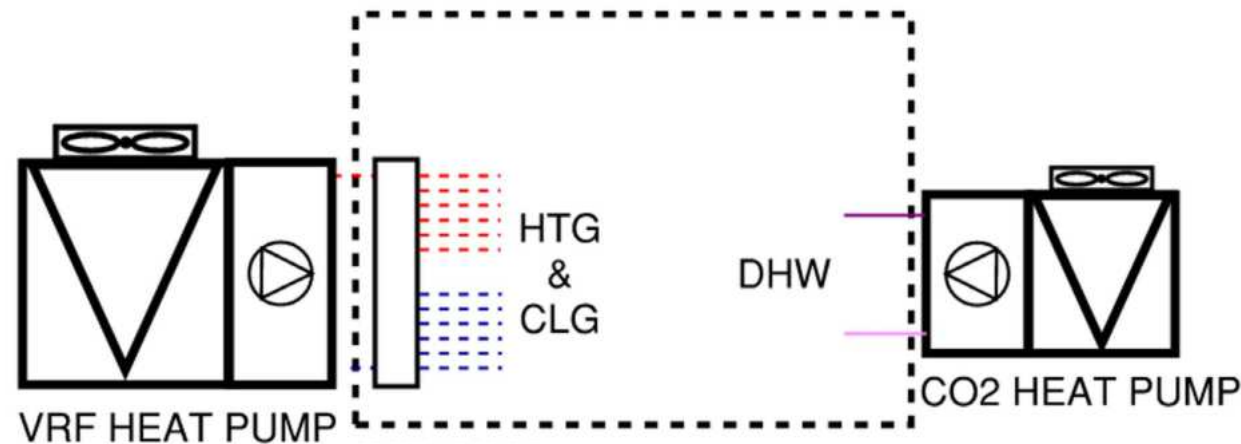 HTG
&
CLG
DHW
VRF HEAT PUMP
CO2 HEAT PUMP